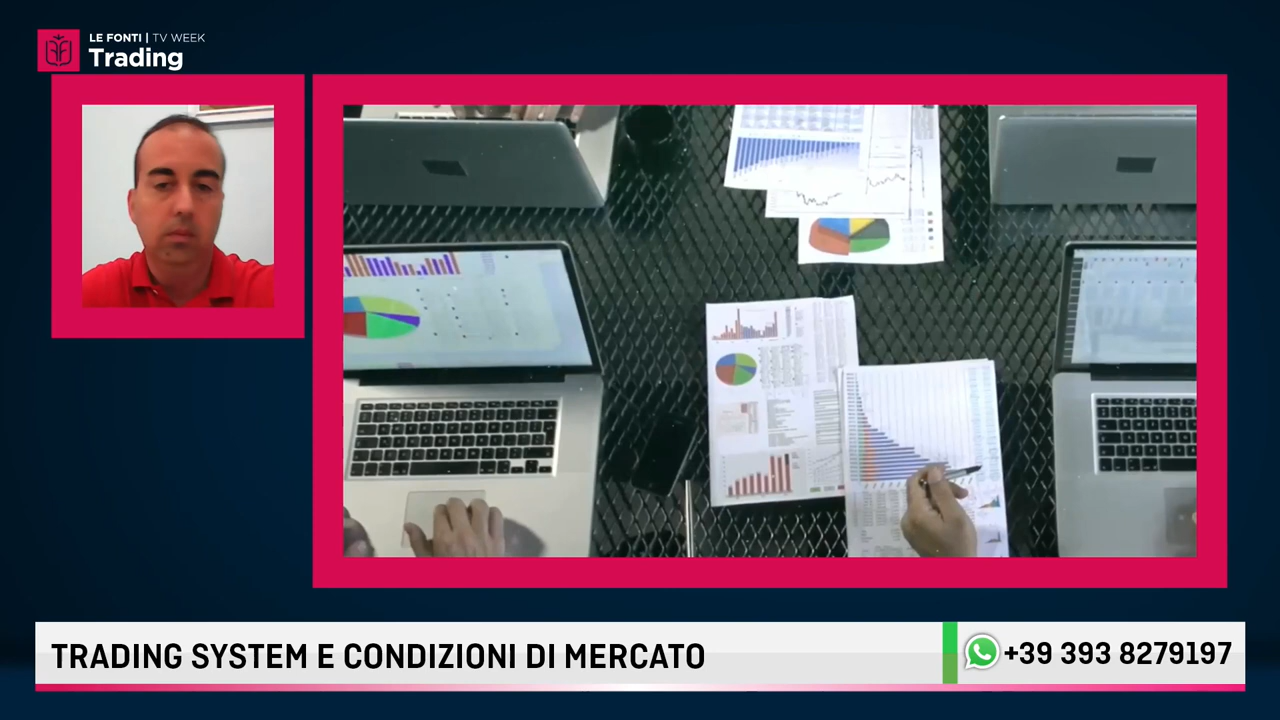 LE FONTI | TV WEEK
Trading
TRADING SYSTEM E CONDIZIONI DI MERCATO
+39 393 8279197